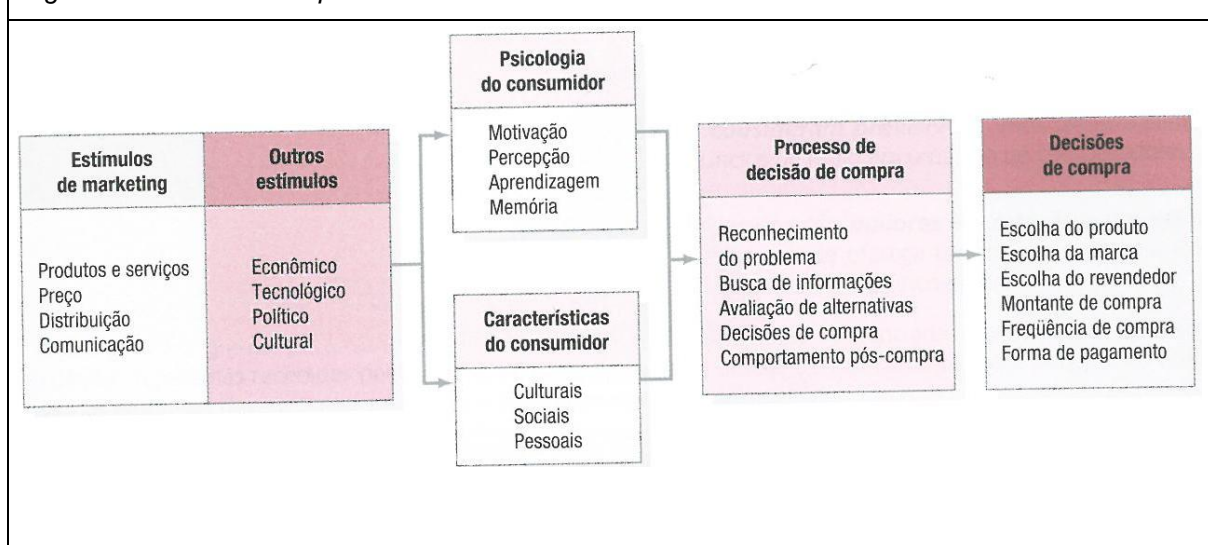 Estímulos
de marketing
Produtos e serviços
Preço
Distribuição
Comunicação
Outros
estímulos
Econômico
Tecnológico
Político
Cultural
Psicologia
do consumidor
Motivação
Percepção
Aprendizagem
Memória
Características
do consumidor
Culturais
Sociais
Pessoais
Processo de
decisão de compra
Reconhecimento
do problema
Busca de informações
Avaliação de alternativas
Decisões de compra
Comportamento pós-compra
Decisões
de compra
Escolha do produto
Escolha da marca
Escolha do revendedor
Montante de compra
Freqüência de compra
Forma de pagamento